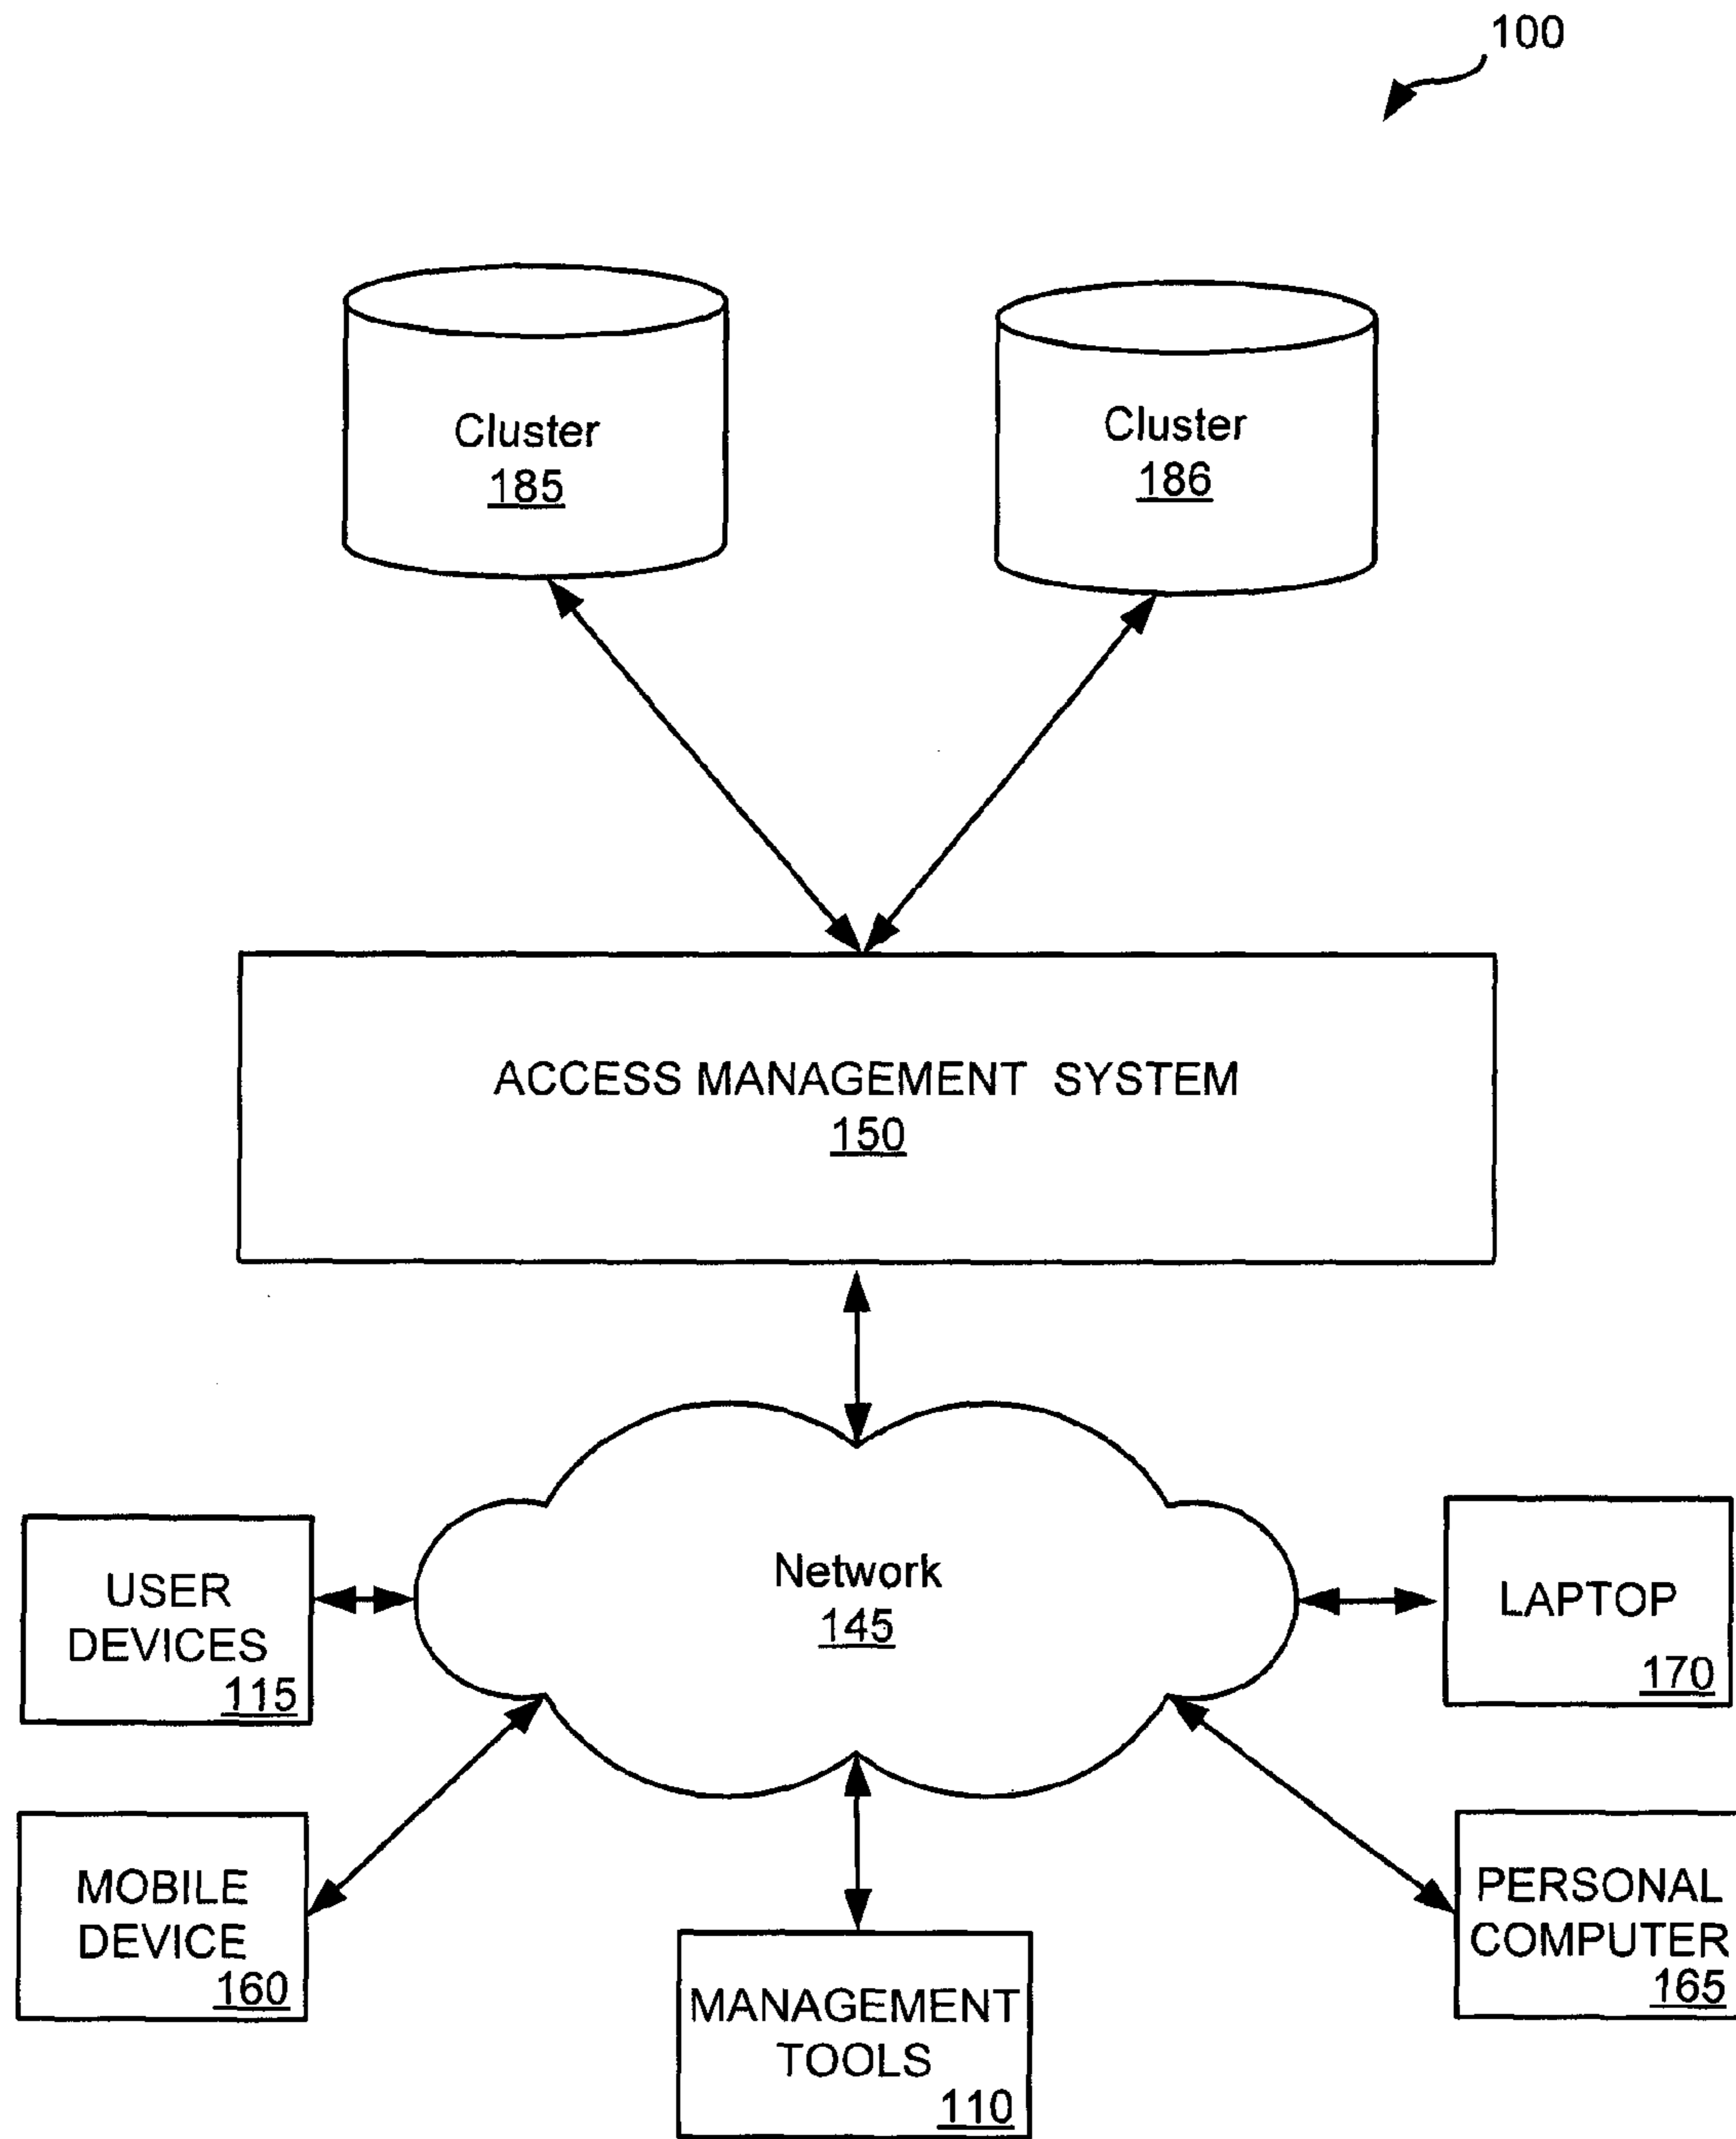 100
Cluster
185
Cluster
186
ACCESS MANAGEMENT SYSTEM
150
Network
145
USER
DEVICES
115
LAPTOP
170
MOBILE
DEVICE
160
PERSONAL
COMPUTER
165
MANAGEMENT
TOOLS
110